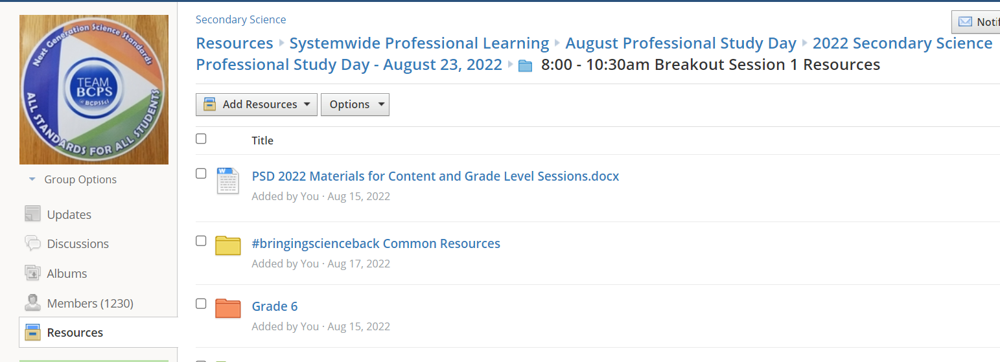 Next Generation Science Standards
TEAM
BCPS
@BCPSSci
ALL STANDARDS FOR ALL STUDENTS
Group Options
Updates
Discussions
Albums
Members (1230)
Resources
Secondary Science
Resources Systemwide Professional Learning August Professional Study Day 2022 Secondary Science
Professional Study Day - August 23, 2022 8:00 - 10:30am Breakout Session 1 Resources
Add Resources Options
Title
W
PSD 2022 Materials for Content and Grade Level Sessions.docx
Added by You · Aug 15, 2022
#bringingscienceback Common Resources
Added by You · Aug 17, 2022
Grade 6
Added by You · Aug 15, 2022